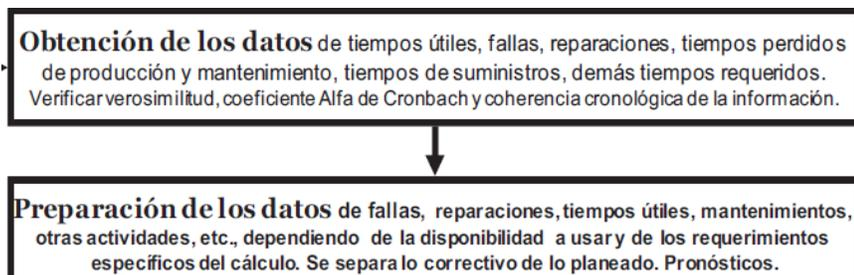 Obtención de los datos de tiempos útiles, fallas, reparaciones, tiempos perdidos
de producción y mantenimiento, tiempos de suministros, demás tiempos requeridos.
Verificar verosimilitud, coeficiente Alfa de Cronbach y coherencia cronológica de la información.
Preparación de los datos de fallas, reparaciones, tiempos útiles, mantenimientos,
otras actividades, etc., dependiendo de la disponibilidad a usar y de los requerimientos
específicos del cálculo. Se separa lo correctivo de lo planeado. Pronósticos.